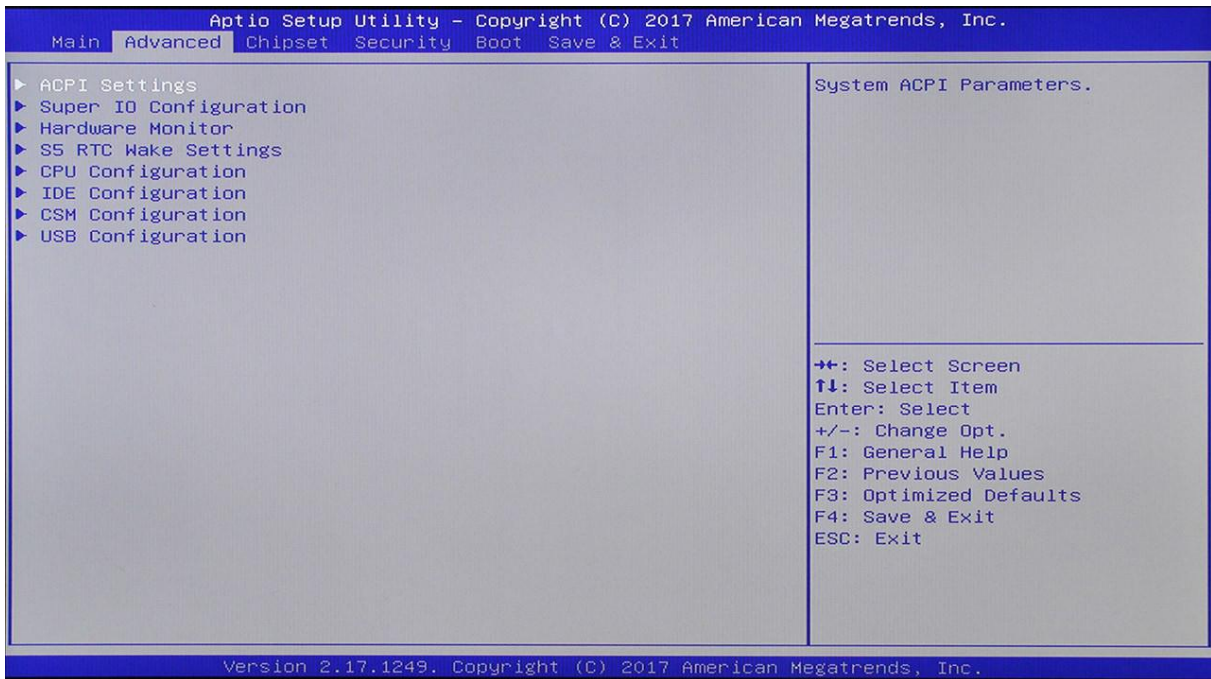 Aptio Setup Utility – Copyright (C) 2017 American Megatrends, Inc.
Main Advanced Chipset Security Boot Save & Exit
► ACPI Settings
► Super IO Configuration
► Hardware Monitor
► S5 RTC Wake Settings
► CPU Configuration
► IDE Configuration
► CSM Configuration
► USB Configuration
System ACPI Parameters.
→←: Select Screen
↑↓: Select Item
Enter: Select
+/-: Change Opt.
F1: General Help
F2: Previous Values
F3: Optimized Defaults
F4: Save & Exit
ESC: Exit
Version 2.17.1249. Copyright (C) 2017 American Megatrends, Inc.